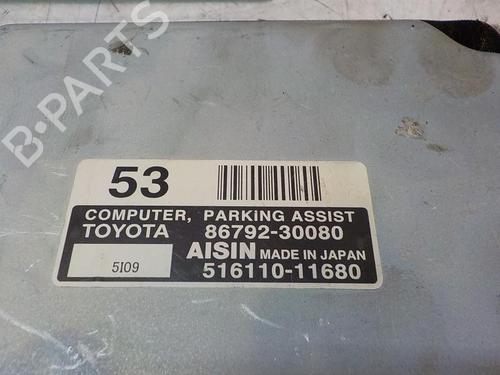 B-PARTS
53
COMPUTER, PARKING ASSIST
TOYOTA 86792-30080
5I09
AISIN MADE IN JAPAN
516110-11680